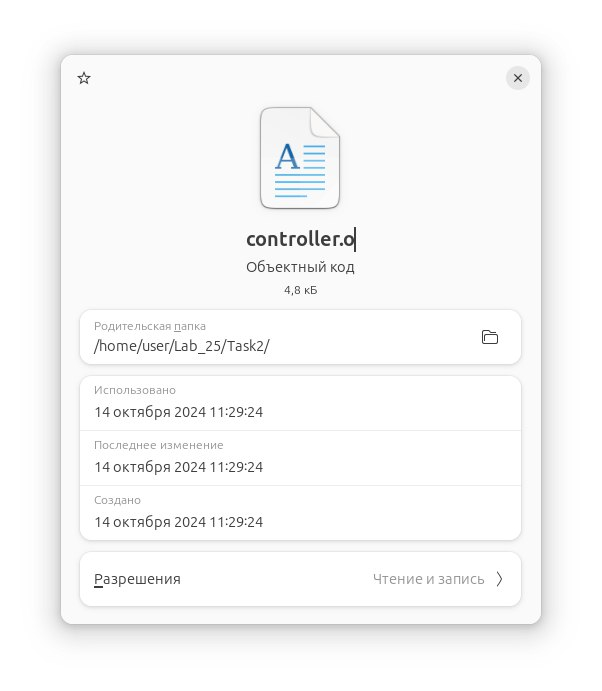 controller.o
Объектный код
4,8 кБ
Родительская папка
/home/user/Lab_25/Task2/
Использовано
14 октября 2024 11:29:24
Последнее изменение
14 октября 2024 11:29:24
Создано
14 октября 2024 11:29:24
Разрешения
Чтение и запись